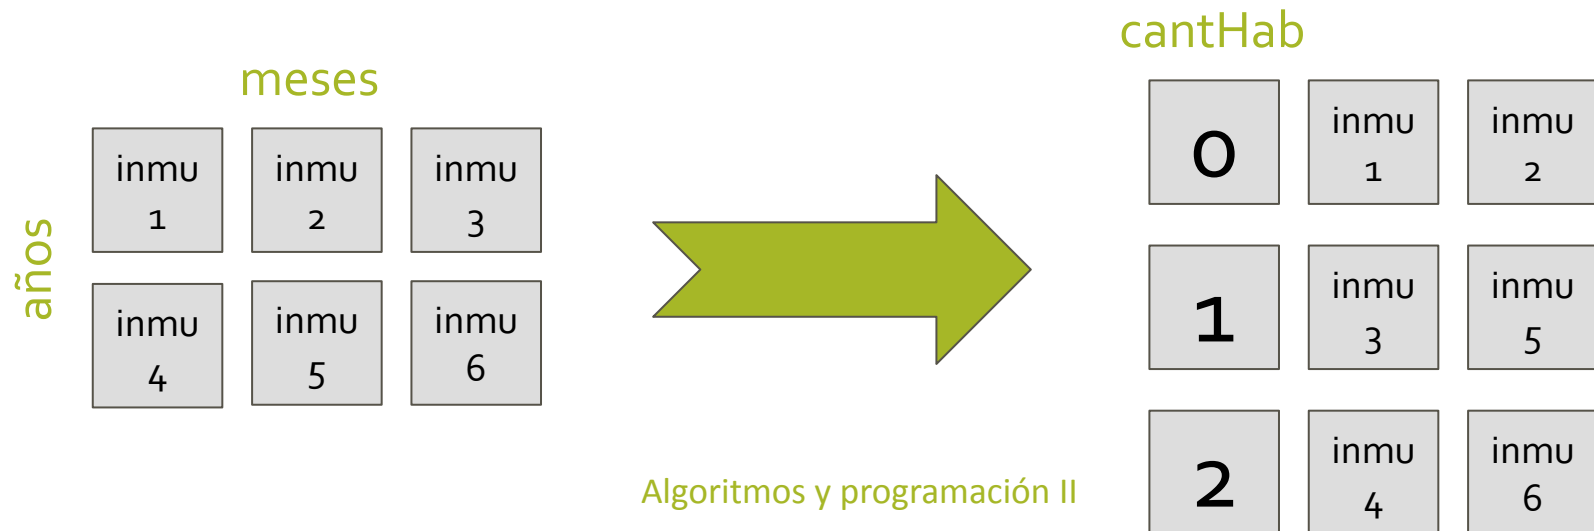 cantHab
meses
años
inmu 1
inmu 2
inmu 3
inmu 4
inmu 5
inmu 6
0
inmu 1
inmu 2
1
inmu 3
inmu 5
2
inmu 4
inmu 6
Algoritmos y programación II